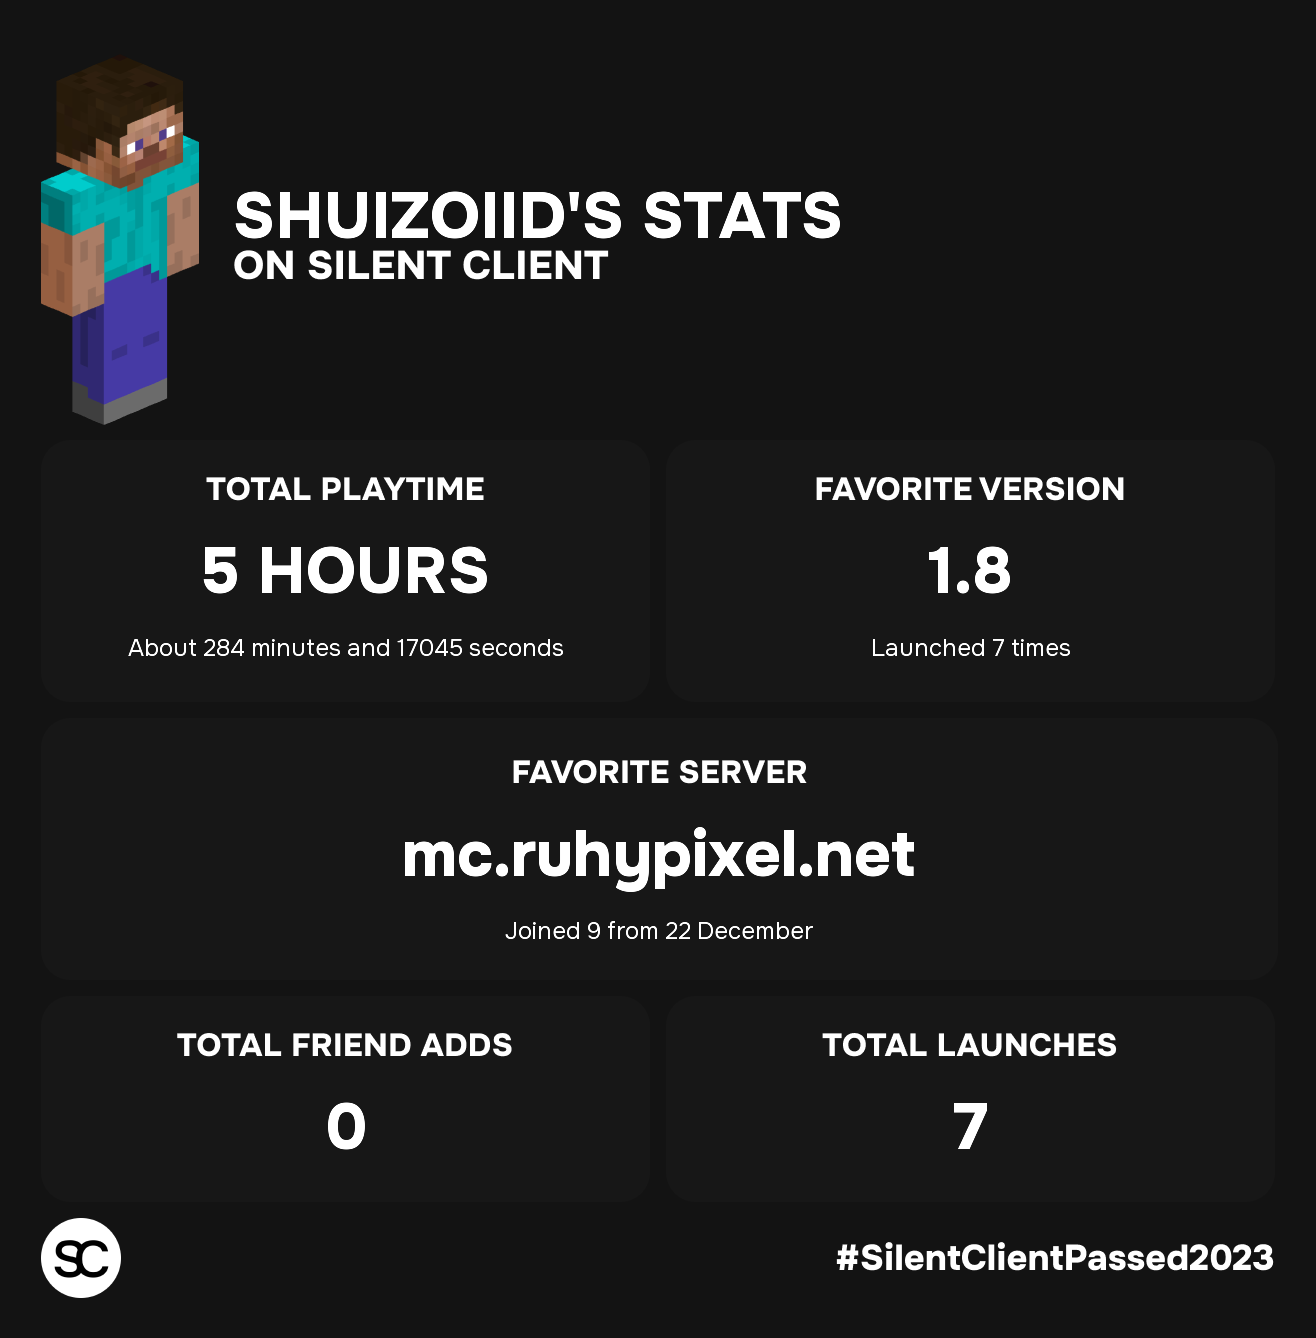 SHUIZOIID'S STATS
ON SILENT CLIENT
TOTAL PLAYTIME
5 HOURS
About 284 minutes and 17045 seconds
FAVORITE VERSION
1.8
Launched 7 times
FAVORITE SERVER
mc.ruhypixel.net
Joined 9 from 22 December
TOTAL FRIEND ADDS
0
TOTAL LAUNCHES
7
SC
#SilentClientPassed2023